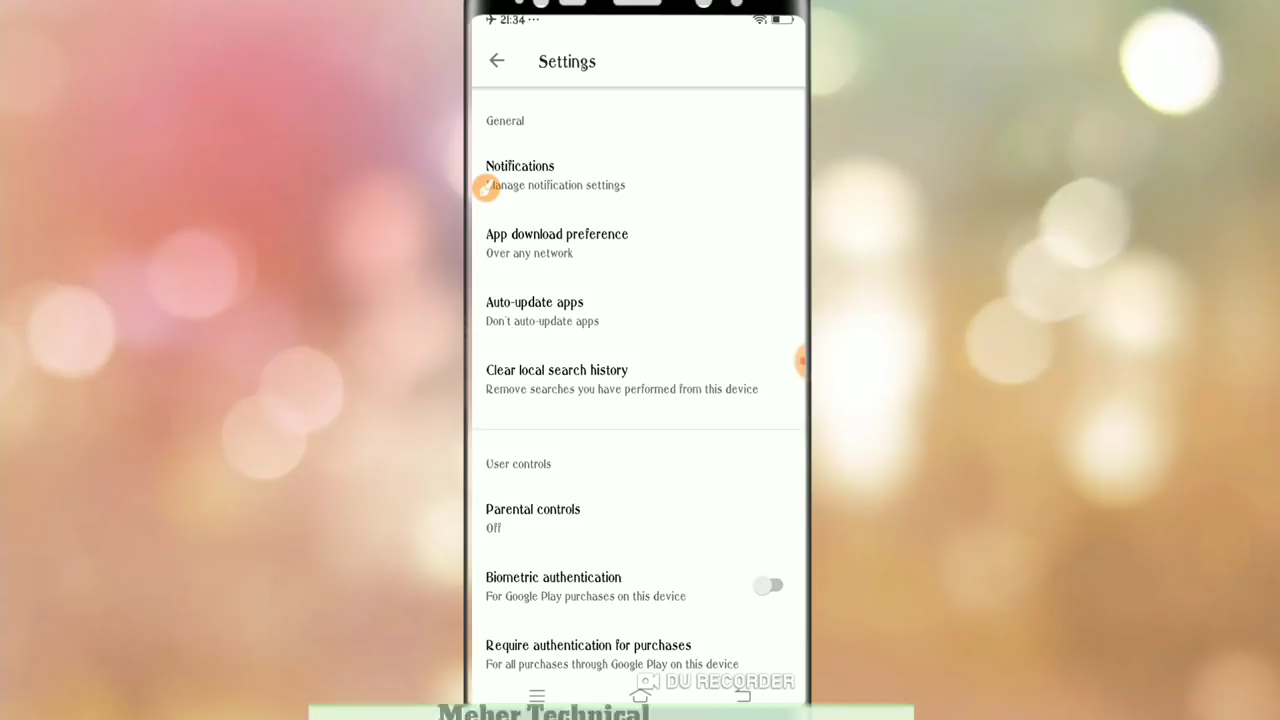 21:34 ...
Settings
General
Notifications
Manage notification settings
App download preference
Over any network
Auto-update apps
Don't auto-update apps
Clear local search history
Remove searches you have performed from this device
User controls
Parental controls
Off
Biometric authentication
For Google Play purchases on this device
Require authentication for purchases
For all purchases through Google Play on this device
DU RECORDER
Meher Technical